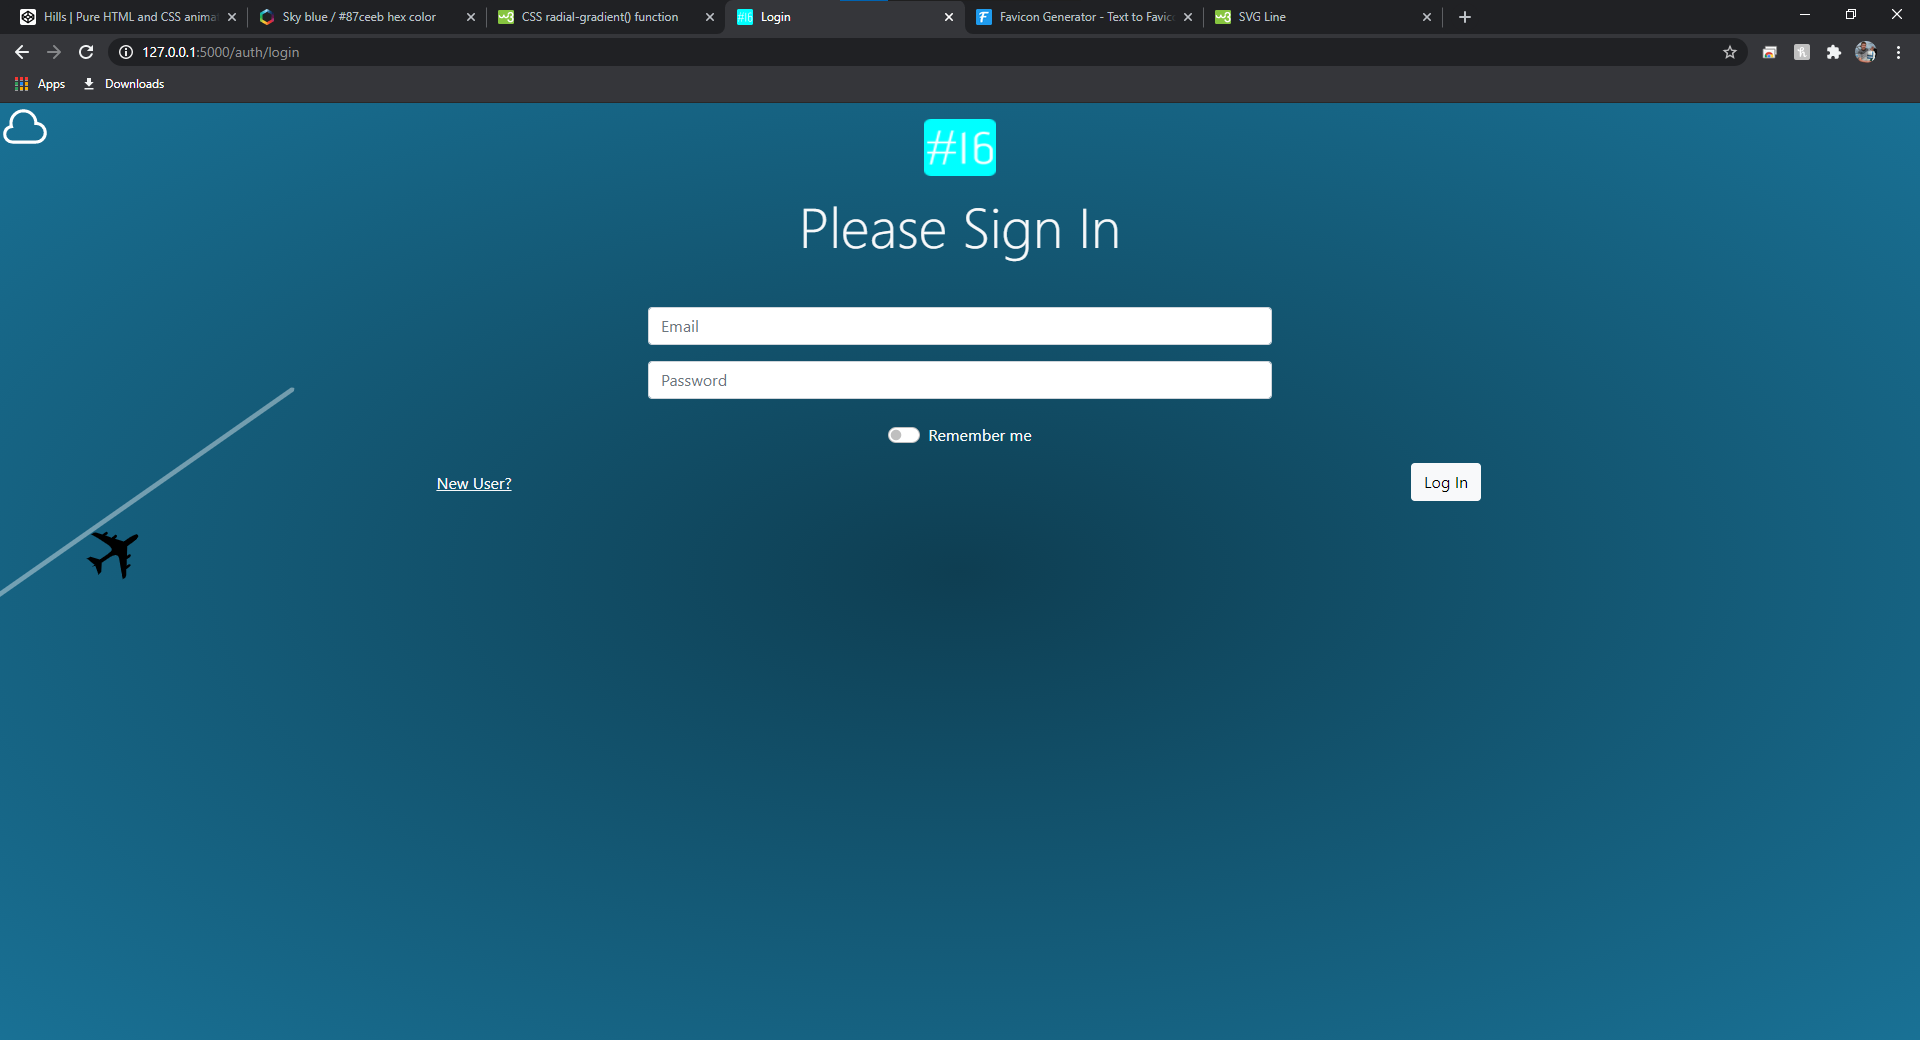 Hills | Pure HTML and CSS anima
Sky blue / #87ceeb hex color
CSS radial-gradient() function
Login
Favicon Generator - Text to Favic
SVG Line
127.0.0.1:5000/auth/login
Apps
Downloads
#16
Please Sign In
Email
Password
Remember me
New User?
Log In